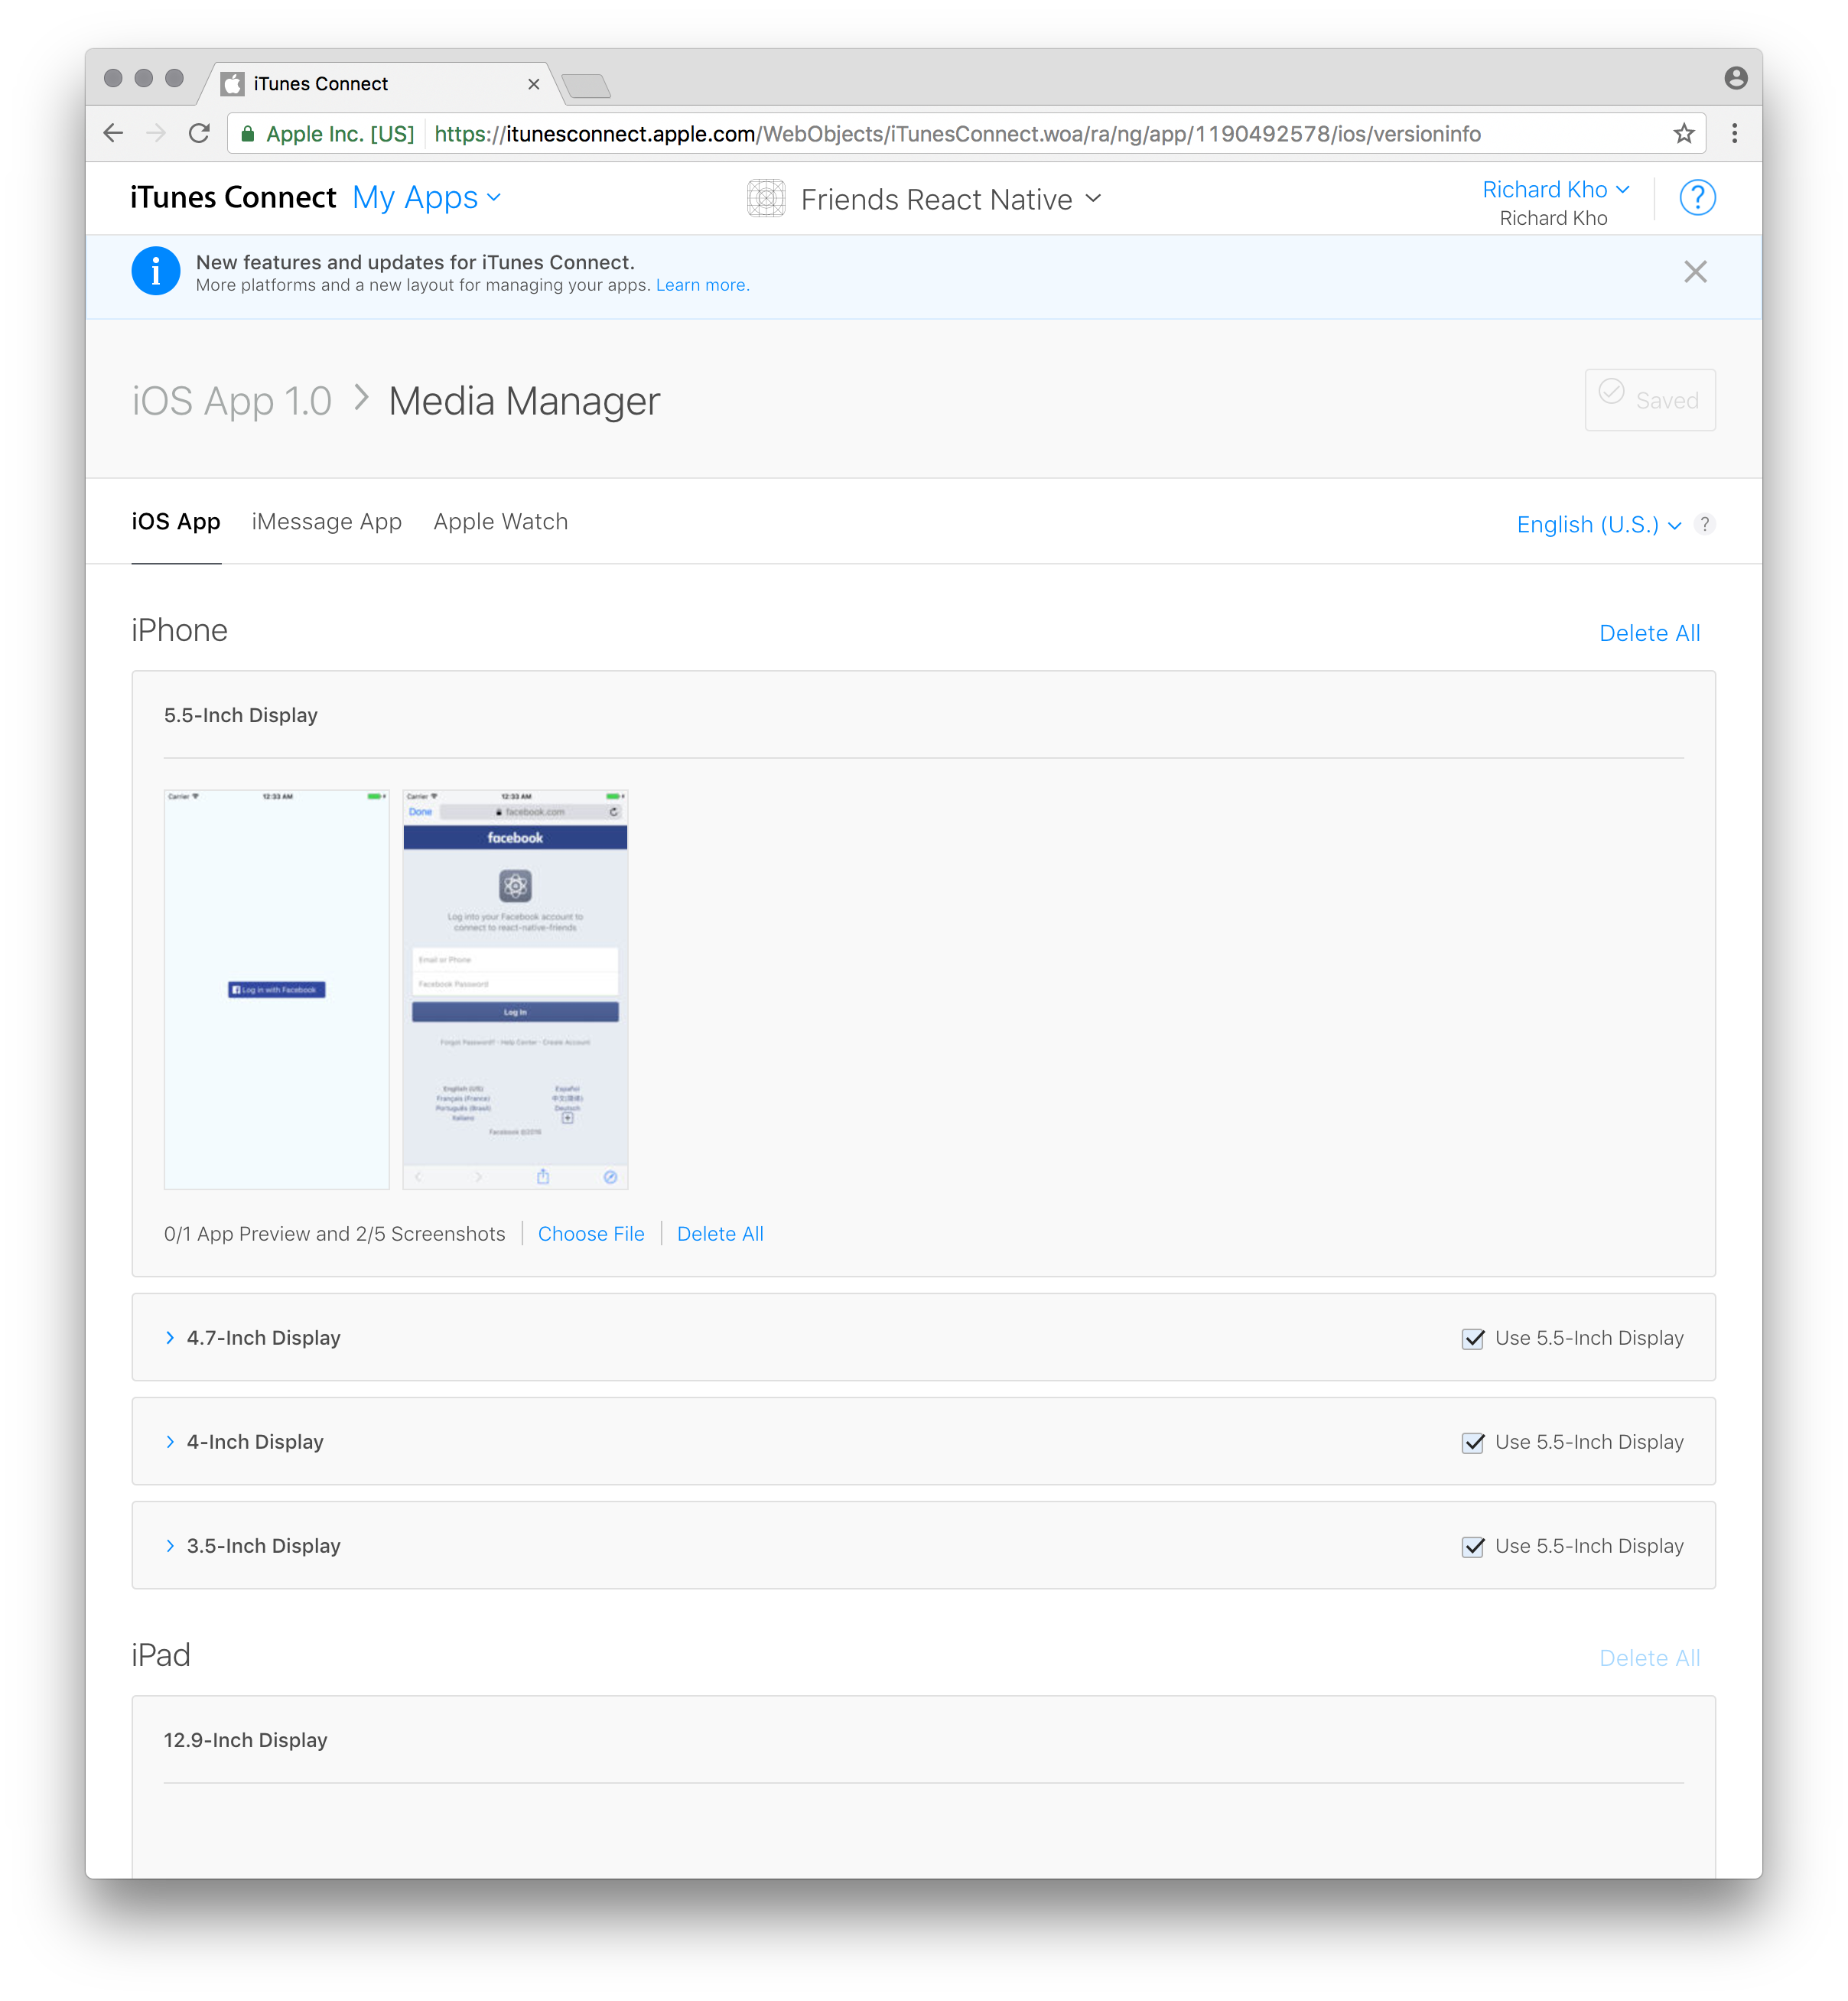 iTunes Connect
Apple Inc. [US] https://itunesconnect.apple.com/WebObjects/iTunesConnect.woa/ra/ng/app/1190492578/ios/versioninfo
iTunes Connect My Apps
Friends React Native
Richard Kho
Richard Kho
?
New features and updates for iTunes Connect.
More platforms and a new layout for managing your apps. Learn more.
iOS App 1.0 > Media Manager
Saved
iOS App iMessage App Apple Watch
English (U.S.) ?
iPhone
Delete All
5.5-Inch Display
Carrier 12:33 AM
Log in with Facebook
Carrier 12:33 AM
Done facebook.com
facebook
Log into your Facebook account to
connect to react-native-friends
Email or Phone
Facebook Password
Log In
Forgot Password? · Help Center · Create Account
English (US) Español
Français (France) 中文(简体)
Português (Brasil) Deutsch
Italiano
Facebook ©2016
0/1 App Preview and 2/5 Screenshots Choose File Delete All
4.7-Inch Display Use 5.5-Inch Display
4-Inch Display Use 5.5-Inch Display
3.5-Inch Display Use 5.5-Inch Display
iPad
Delete All
12.9-Inch Display